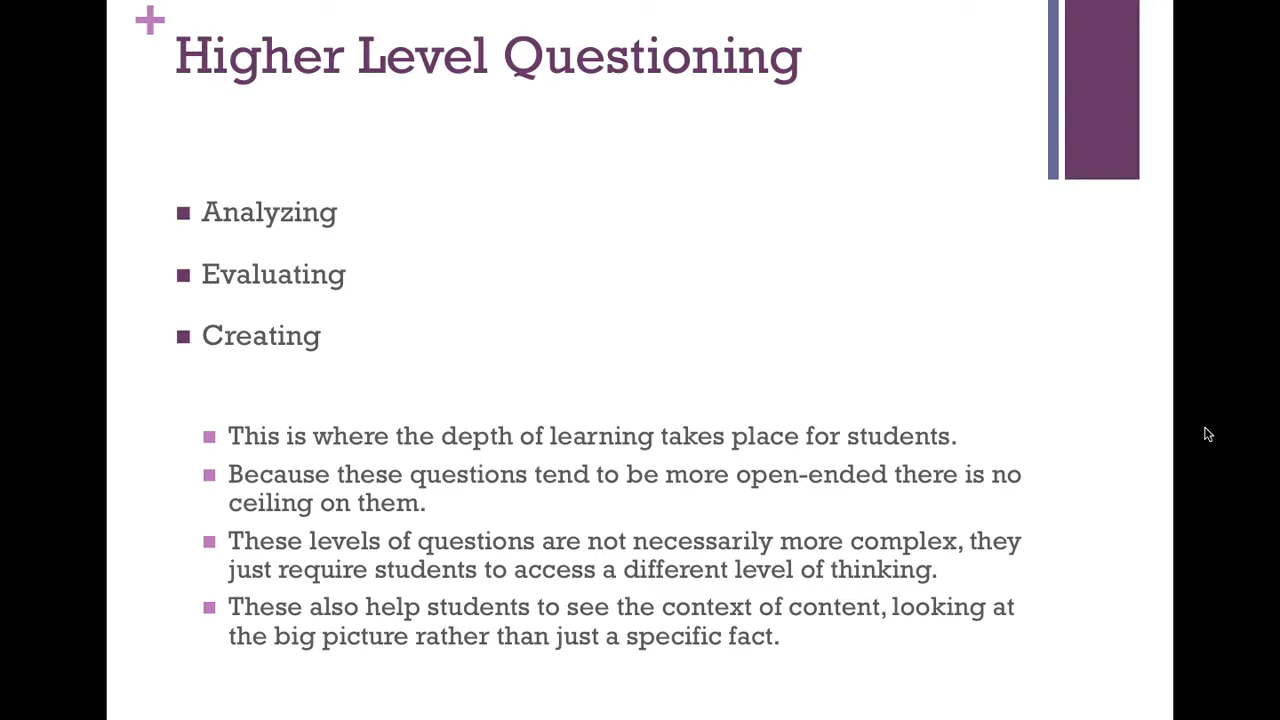 +
Higher Level Questioning
■ Analyzing
■ Evaluating
■ Creating
■ This is where the depth of learning takes place for students.
■ Because these questions tend to be more open-ended there is no
ceiling on them.
■ These levels of questions are not necessarily more complex, they
just require students to access a different level of thinking.
■ These also help students to see the context of content, looking at
the big picture rather than just a specific fact.